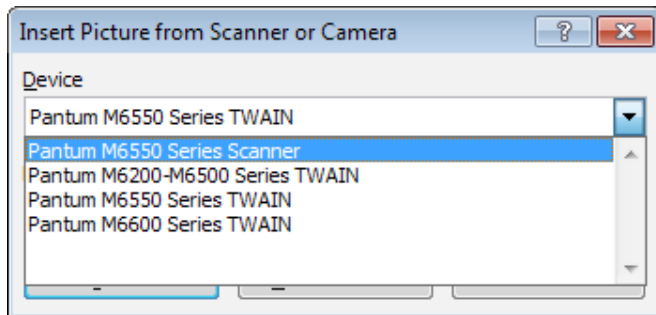 Insert Picture from Scanner or Camera
Device
Pantum M6550 Series TWAIN
Pantum M6550 Series Scanner
Pantum M6200-M6500 Series TWAIN
Pantum M6550 Series TWAIN
Pantum M6600 Series TWAIN